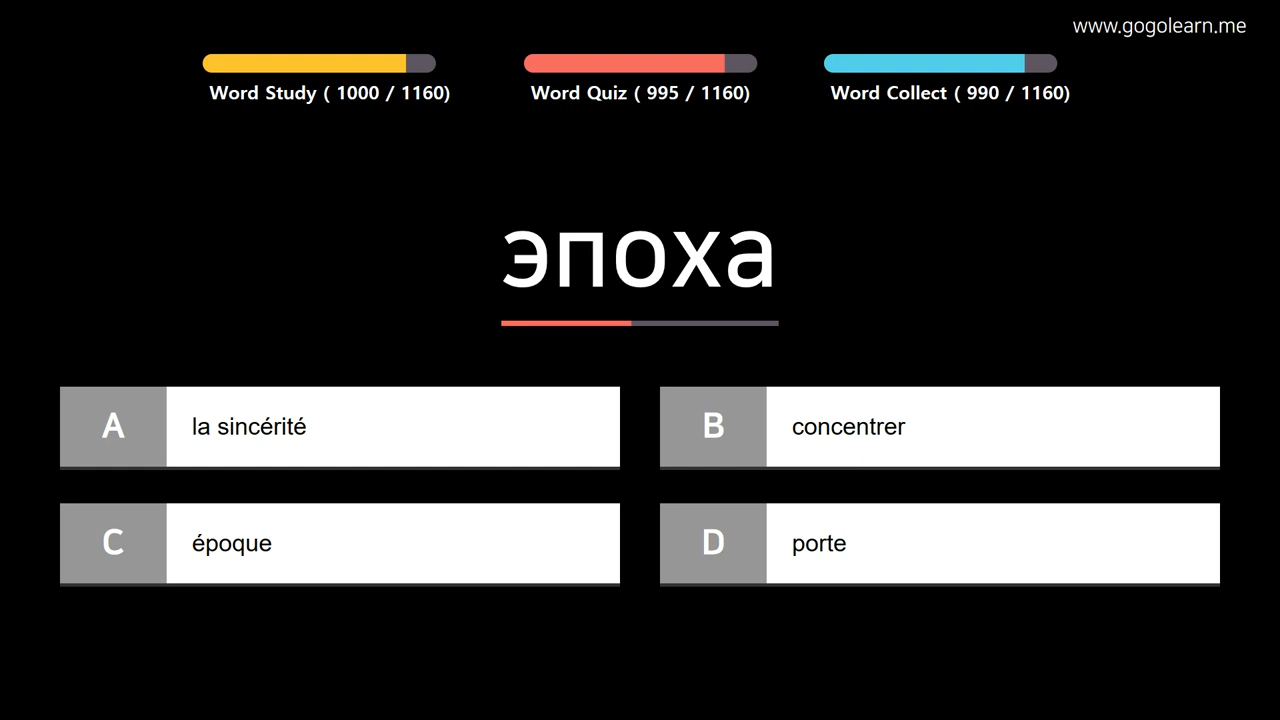 www.gogolearn.me
Word Study ( 1000 / 1160)
Word Quiz ( 995 / 1160)
Word Collect ( 990 / 1160)
эпоха
A la sincérité
B concentrer
C époque
D porte